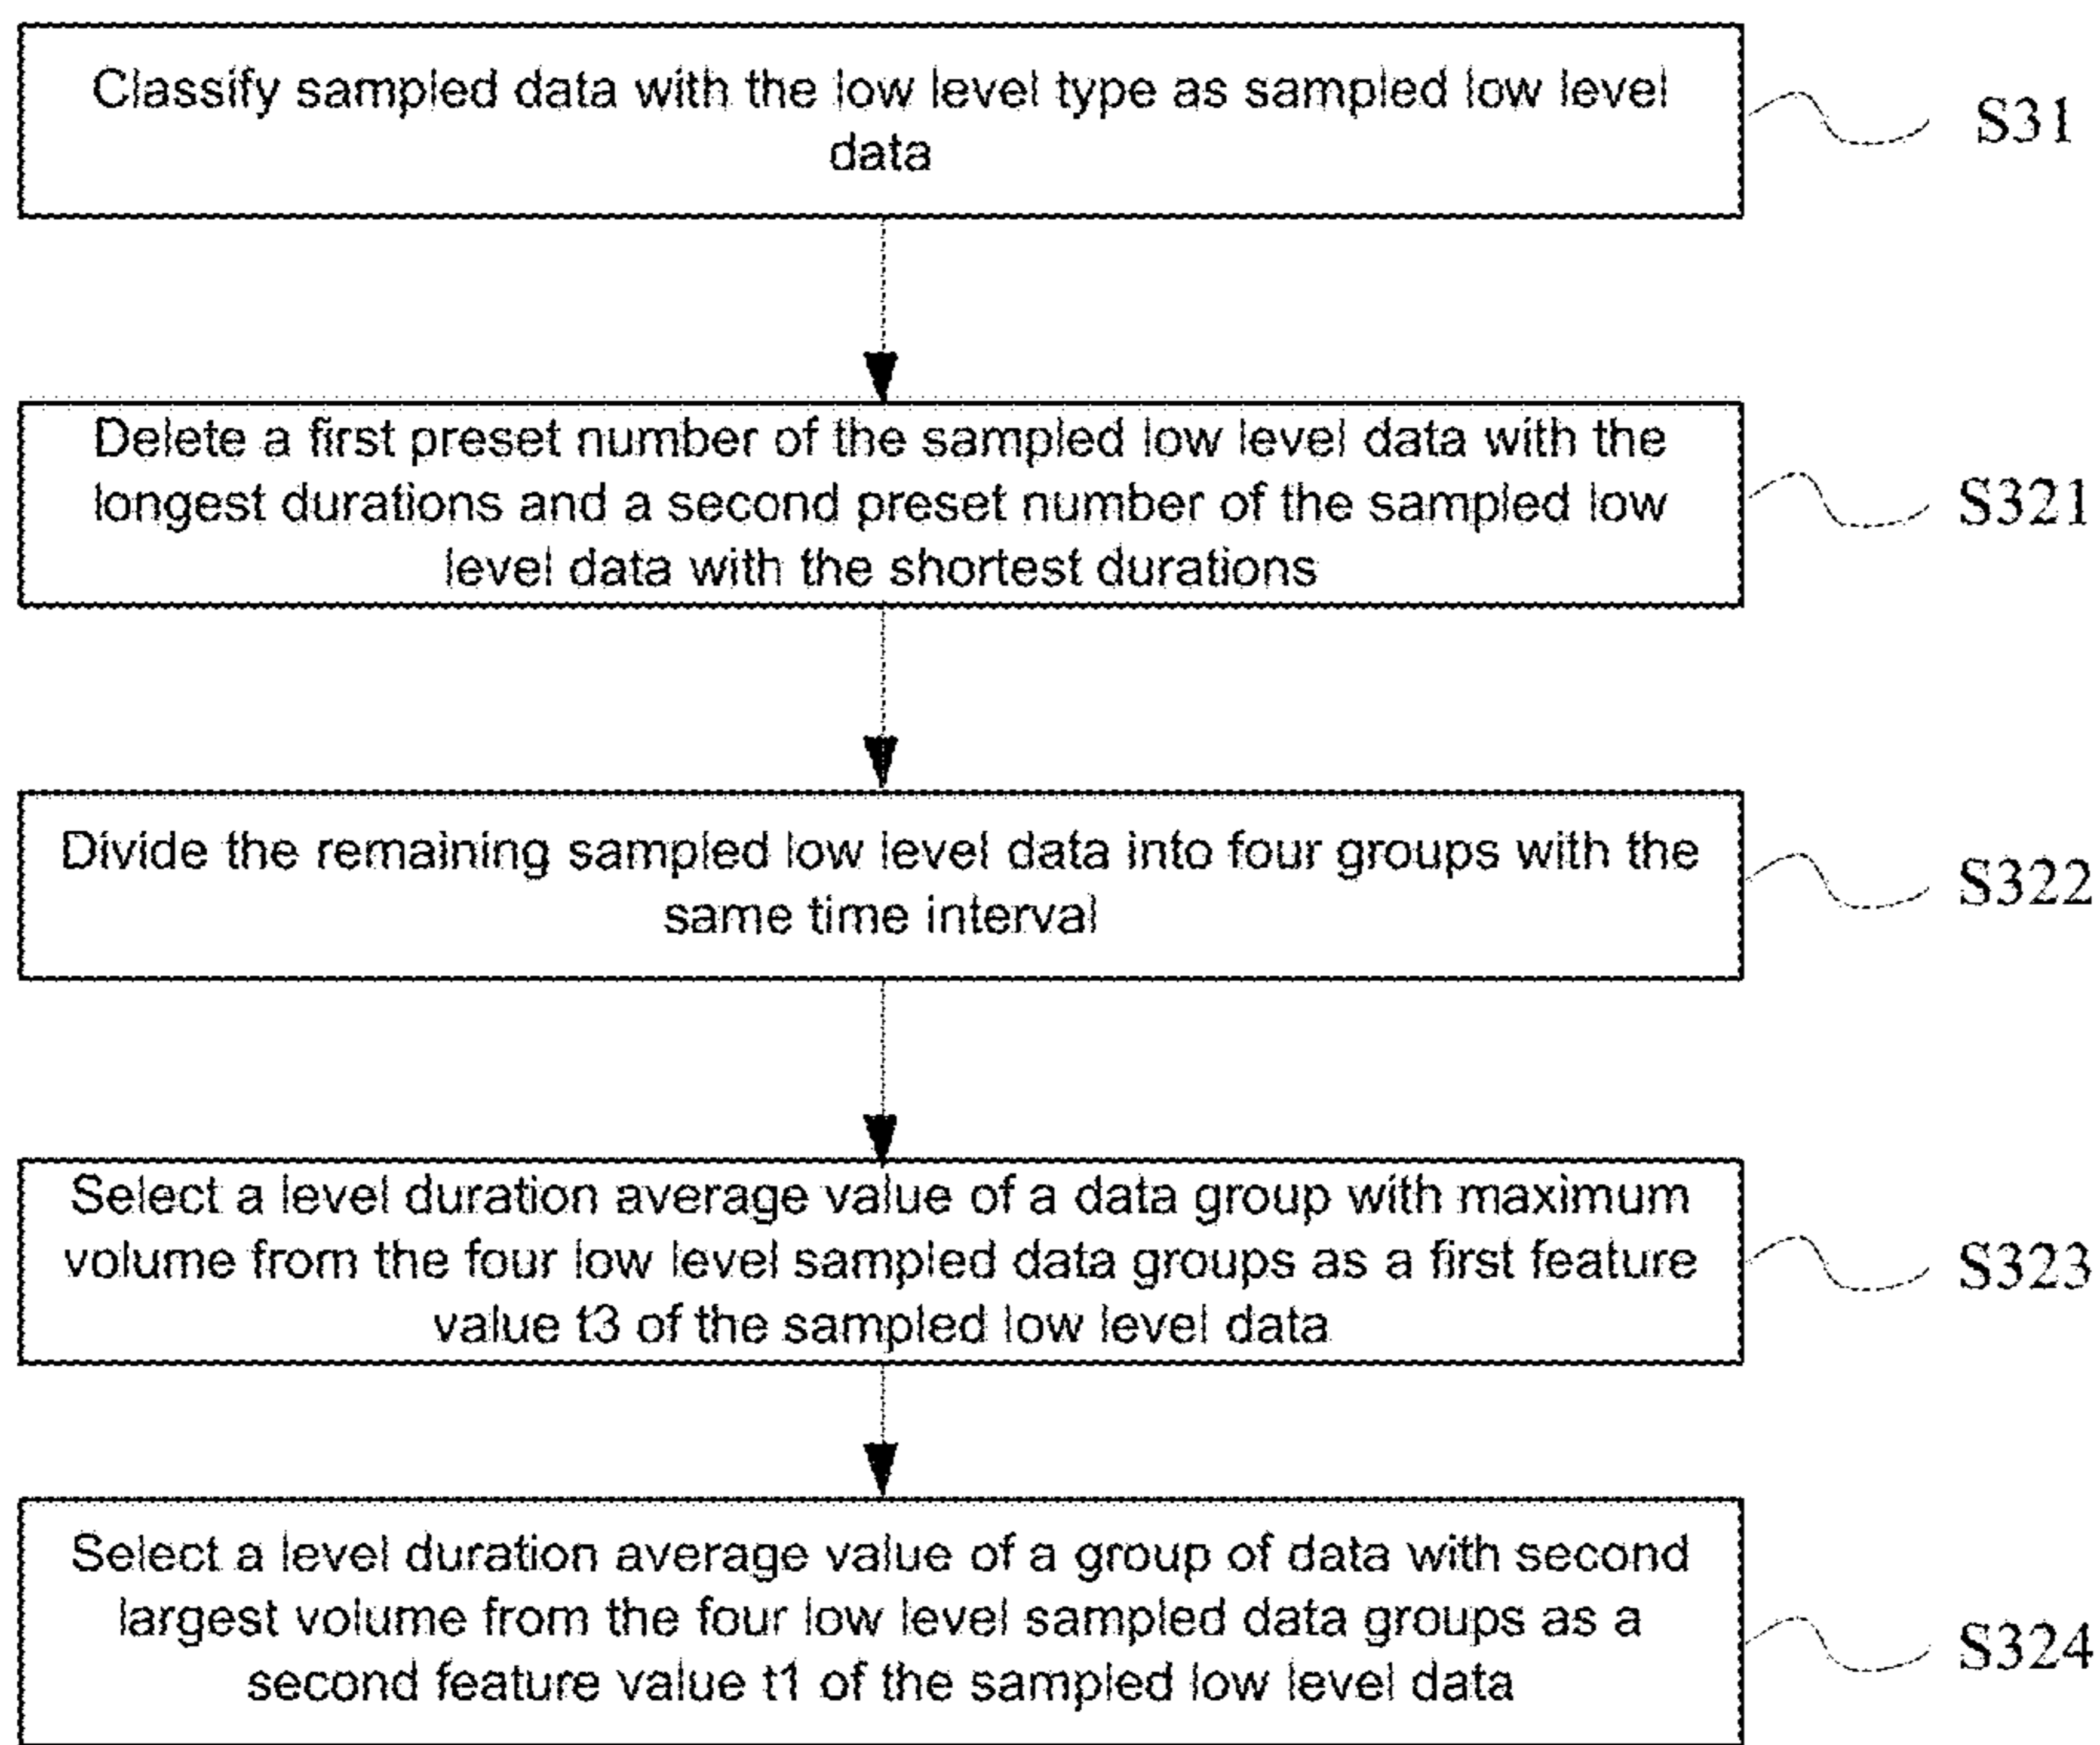 Classify sampled data with the low level type as sampled low level
data
S31
Delete a first preset number of the sampled low level data with the
longest durations and a second preset number of the sampled low
level data with the shortest durations
S321
Divide the remaining sampled low level data into four groups with the
same time interval
S322
Select a level duration average value of a data group with maximum
volume from the four low level sampled data groups as a first feature
value t3 of the sampled low level data
S323
Select a level duration average value of a group of data with second
largest volume from the four low level sampled data groups as a
second feature value t1 of the sampled low level data
S324